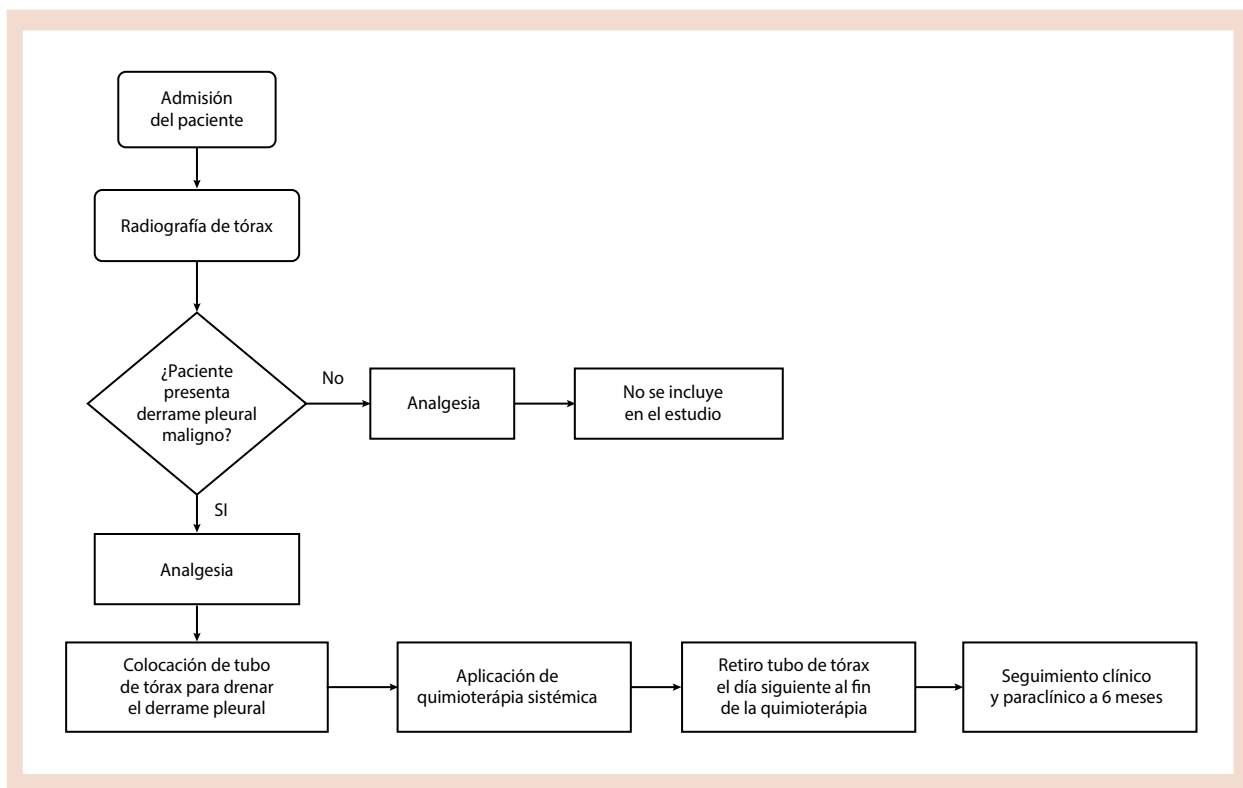 Admisión
del paciente
Radiografía de tórax
¿Paciente
presenta
derrame pleural
maligno?
No
Analgesia
No se incluye
en el estudio
SI
Analgesia
Colocación de tubo
de tórax para drenar
el derrame pleural
Aplicación de
quimioterápia sistémica
Retiro tubo de tórax
el día siguiente al fin
de la quimioterápia
Seguimiento clínico
y paraclínico a 6 meses